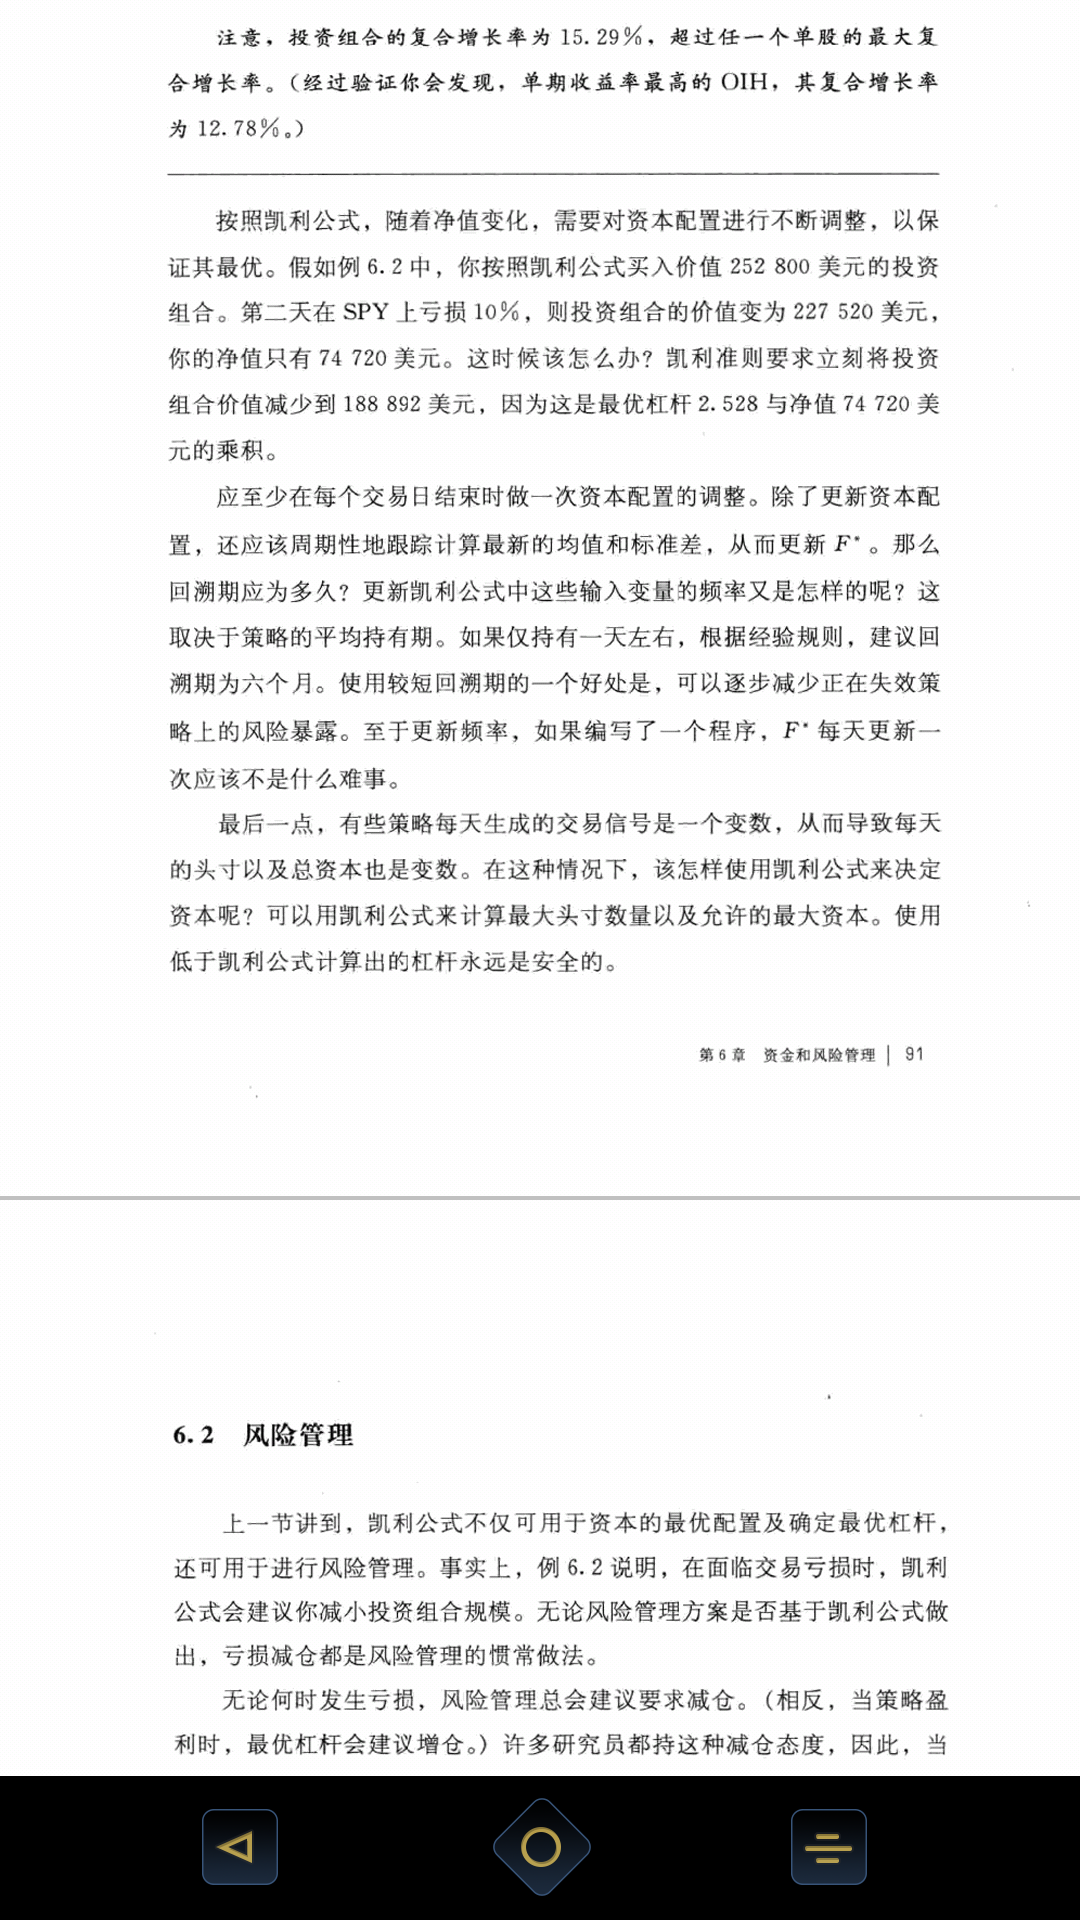 注意，投资组合的复合增长率为 15.29%，超过任一个单股的最大复
合增长率。（经过验证你会发现，单期收益率最高的 OIH，其复合增长率
为 12.78%。）
按照凯利公式，随着净值变化，需要对资本配置进行不断调整，以保
证其最优。假如例 6.2 中，你按照凯利公式买入价值 252 800 美元的投资
组合。第二天在 SPY 上亏损 10%，则投资组合的价值变为 227 520 美元，
你的净值只有 74 720 美元。这时候该怎么办？凯利准则要求立刻将投资
组合价值减少到 188 892 美元，因为这是最优杠杆 2.528 与净值 74 720 美
元的乘积。
应至少在每个交易日结束时做一次资本配置的调整。除了更新资本配
置，还应该周期性地跟踪计算最新的均值和标准差，从而更新 F*。那么
回溯期应为多久？更新凯利公式中这些输入变量的频率又是怎样的呢？这
取决于策略的平均持有期。如果仅持有一天左右，根据经验规则，建议回
溯期为六个月。使用较短回溯期的一个好处是，可以逐步减少正在失效策
略上的风险暴露。至于更新频率，如果编写了一个程序，F* 每天更新一
次应该不是什么难事。
最后一点，有些策略每天生成的交易信号是一个变数，从而导致每天
的头寸以及总资本也是变数。在这种情况下，该怎样使用凯利公式来决定
资本呢？可以用凯利公式来计算最大头寸数量以及允许的最大资本。使用
低于凯利公式计算出的杠杆永远是安全的。
第 6 章 资金和风险管理 | 91
6.2 风险管理
上一节讲到，凯利公式不仅可用于资本的最优配置及确定最优杠杆，
还可用于进行风险管理。事实上，例 6.2 说明，在面临交易亏损时，凯利
公式会建议你减小投资组合规模。无论风险管理方案是否基于凯利公式做
出，亏损减仓都是风险管理的惯常做法。
无论何时发生亏损，风险管理总会建议要求减仓。（相反，当策略盈
利时，最优杠杆会建议增仓。）许多研究员都持这种减仓态度，因此，当